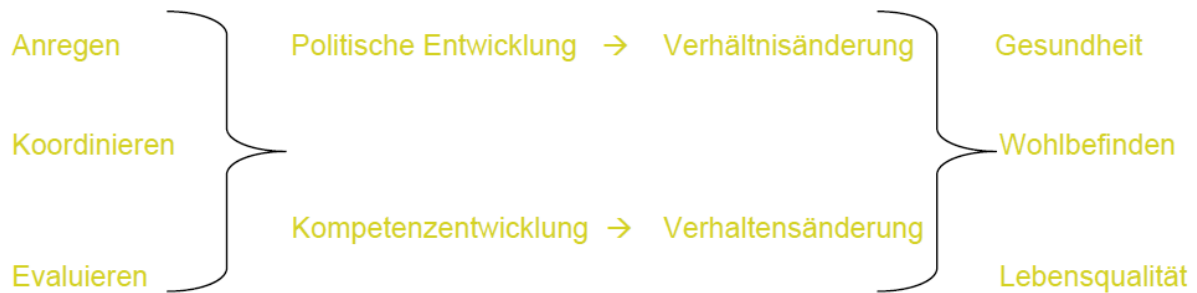 Anregen Politische Entwicklung → Verhältnisänderung Gesundheit
Koordinieren Wohlbefinden
Kompetenzentwicklung → Verhaltensänderung
Evaluieren Lebensqualität